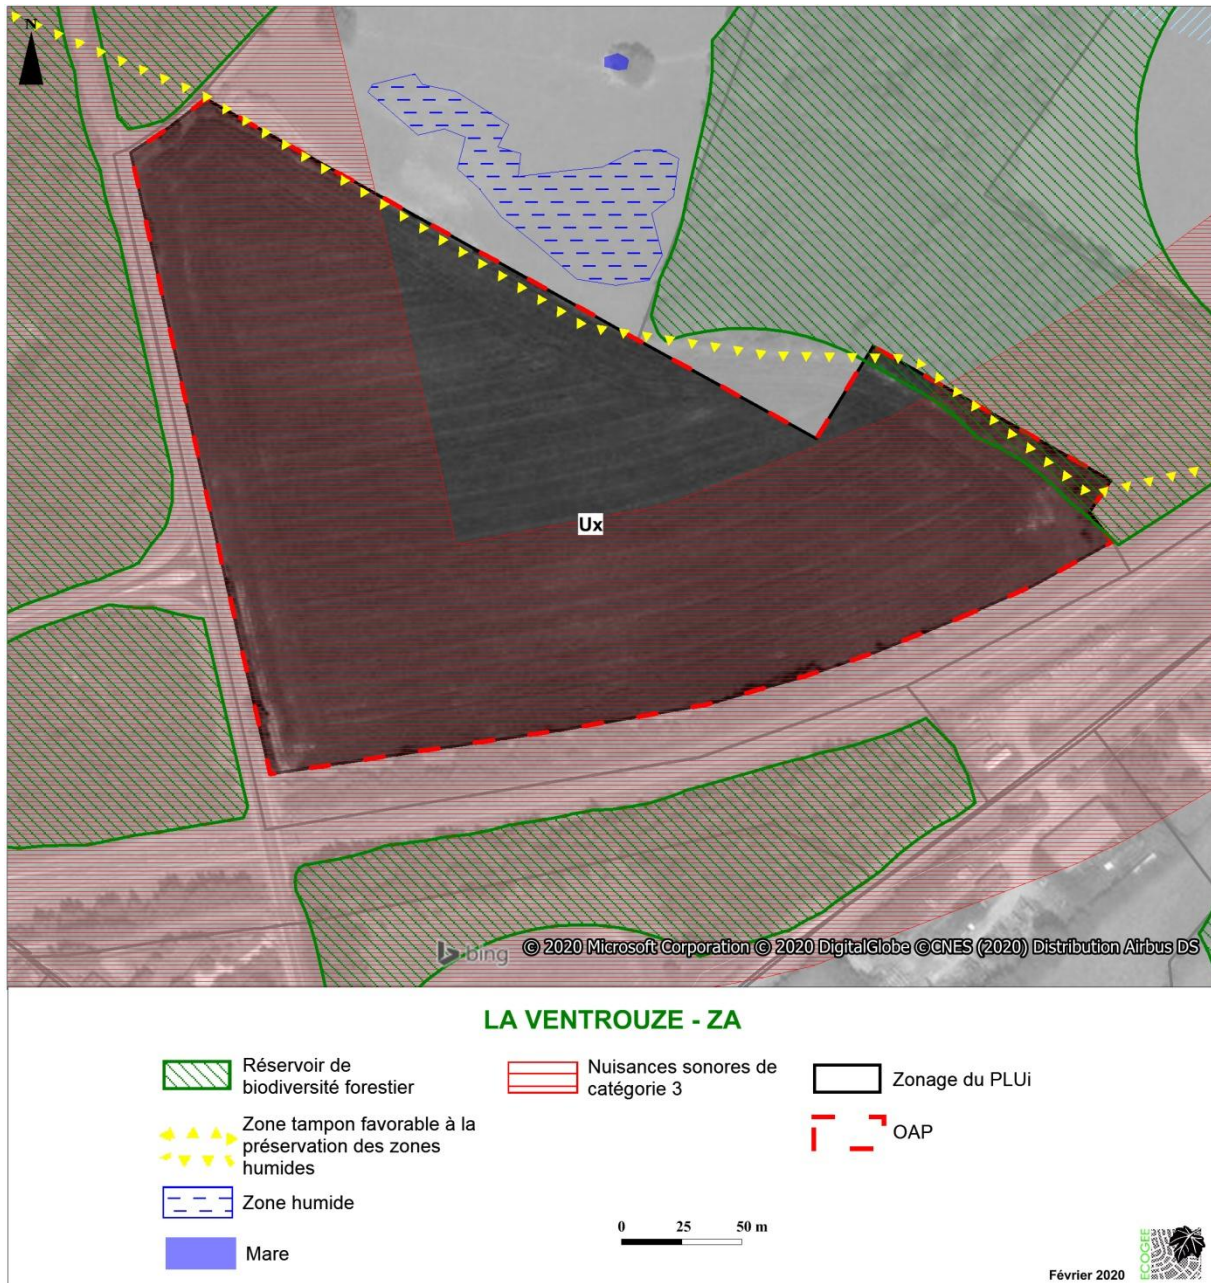 N
Ux
bing
© 2020 Microsoft Corporation © 2020 DigitalGlobe ©CNES (2020) Distribution Airbus DS
LA VENTROUZE - ZA
Réservoir de
biodiversité forestier
Zone tampon favorable à la
préservation des zones
humides
Zone humide
Mare
Nuisances sonores de
catégorie 3
Zonage du PLUi
OAP
0 25 50 m
Février 2020
ECOGEE